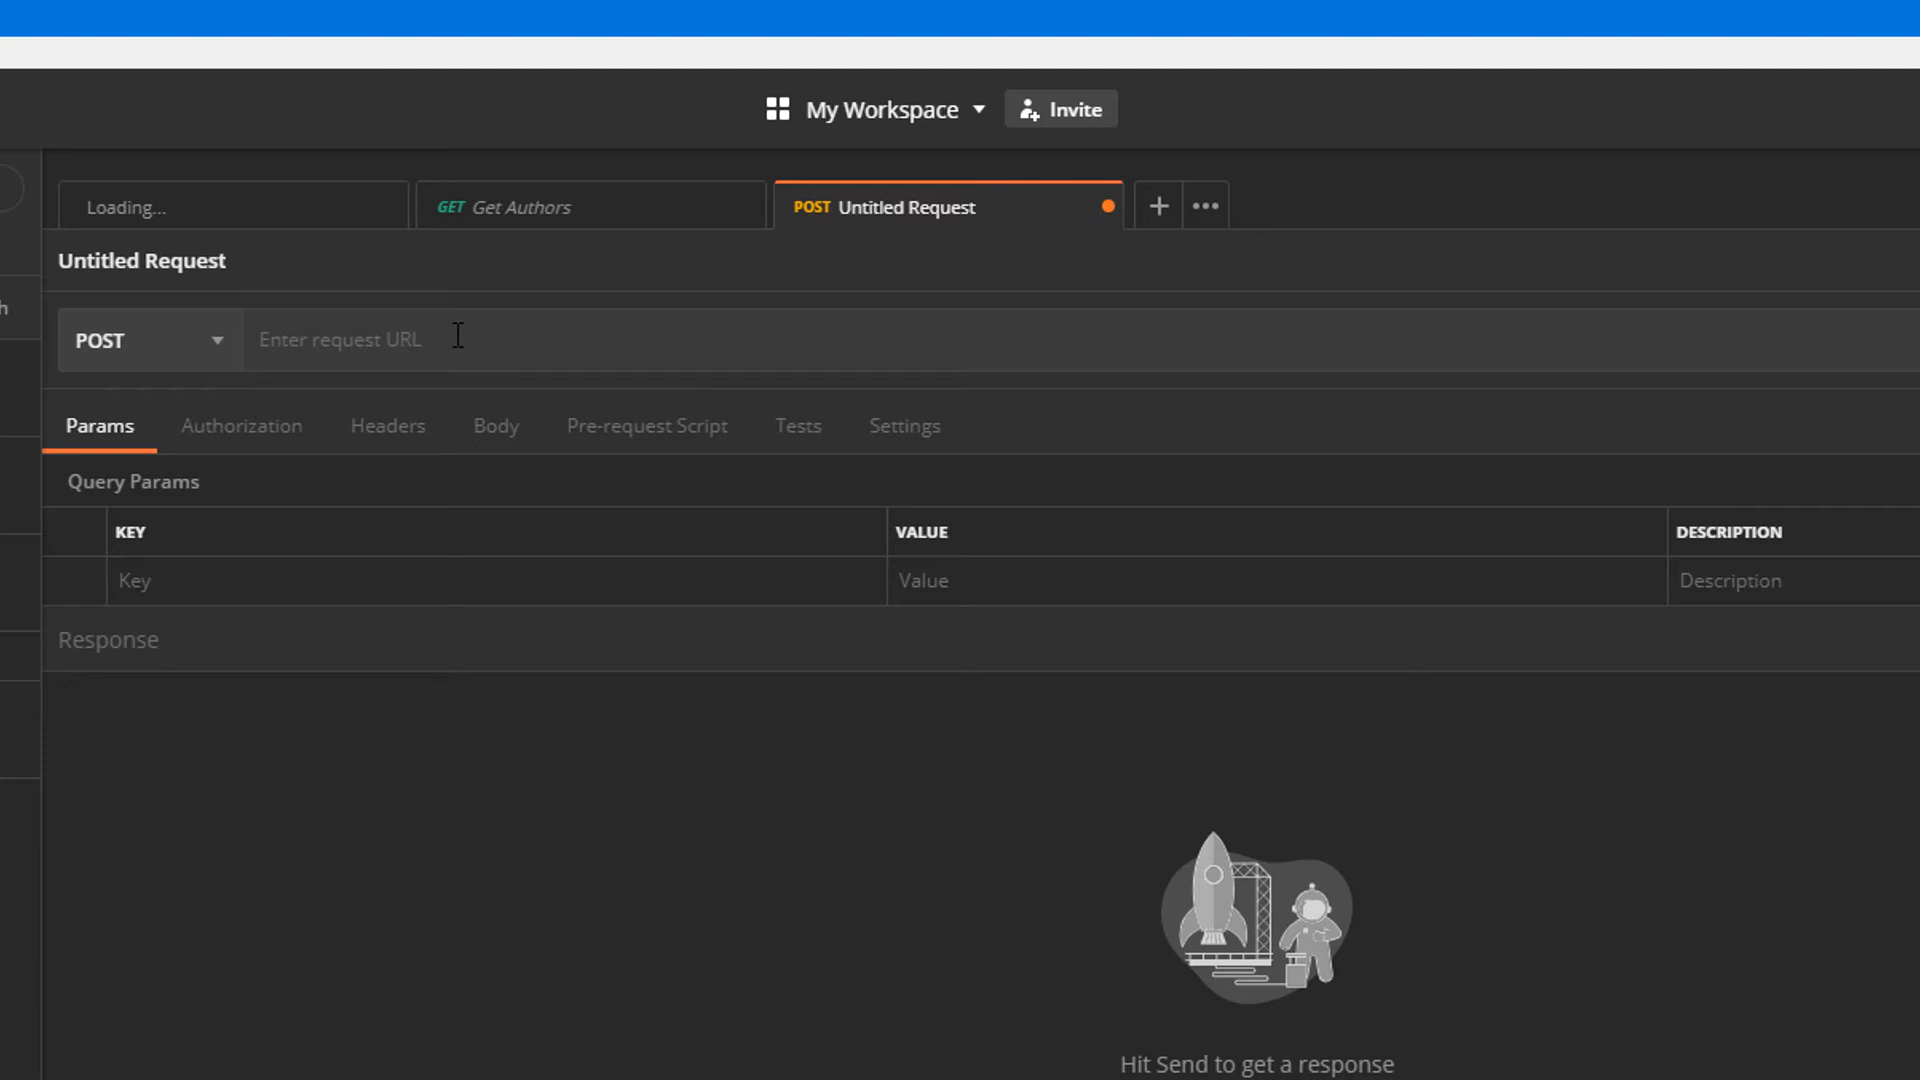 My Workspace
Invite
Loading...
GET Get Authors
POST Untitled Request
Untitled Request
h
POST
Enter request URL
Params Authorization Headers Body Pre-request Script Tests Settings
Query Params
KEY VALUE DESCRIPTION
Key Value Description
Response
Hit Send to get a response